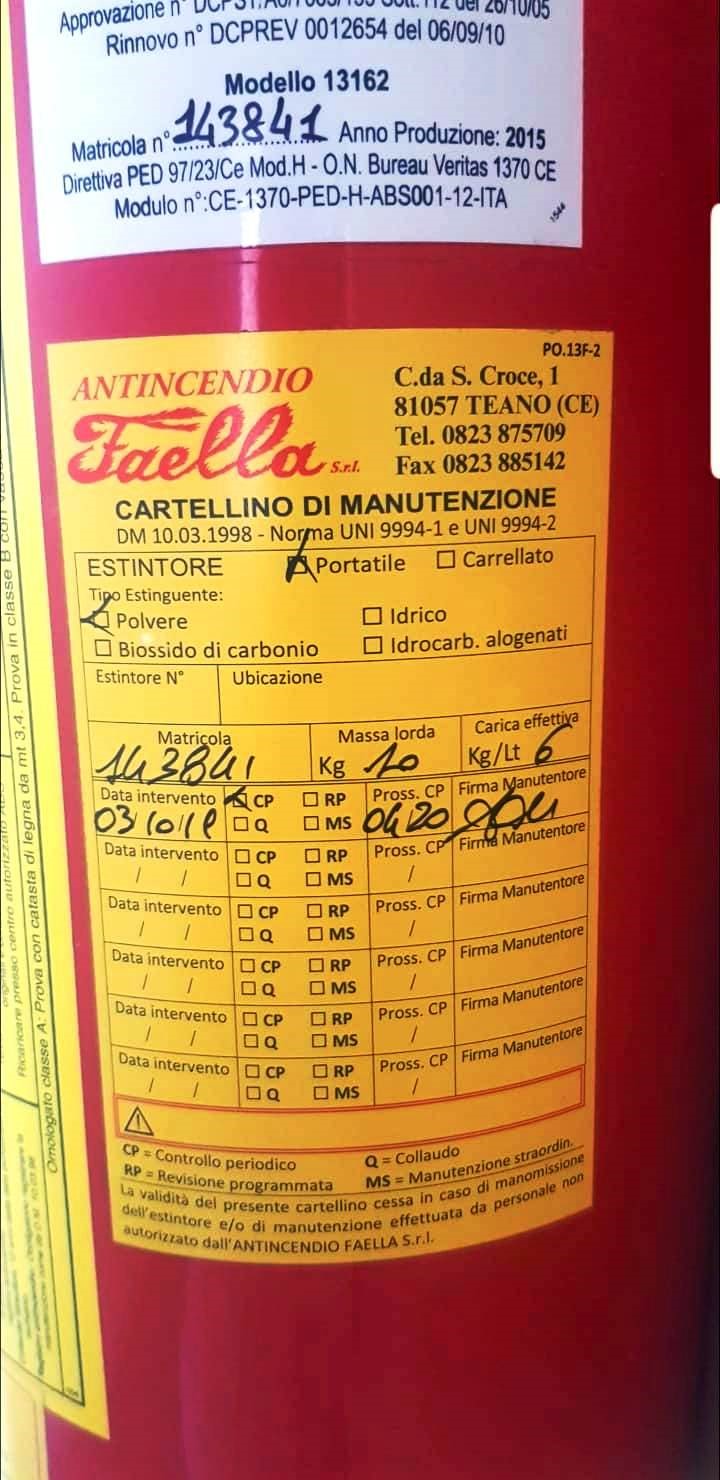 Approvazione n°
Rinnovo n° DCPREV 0012654 del 06/09/10
Modello 13162
Matricola n° 143841 Anno Produzione: 2015
Direttiva PED 97/23/Ce Mod.H - O.N. Bureau Veritas 1370 CE
Modulo n°:CE-1370-PED-H-ABS001-12-ITA
PO.13F-2
ANTINCENDIO
Faella S.r.l.
C.da S. Croce, 1
81057 TEANO (CE)
Tel. 0823 875709
Fax 0823 885142
CARTELLINO DI MANUTENZIONE
DM 10.03.1998 - Norma UNI 9994-1 e UNI 9994-2
ESTINTORE Portatile Carrellato
Tipo Estinguente:
Polvere Idrico
Biossido di carbonio Idrocarb. alogenati
Estintore N° Ubicazione
Matricola Massa lorda Carica effettiva
143841 Kg 10 Kg/Lt 6
Data intervento CP RP Pross. CP Firma Manutentore
Q MS 04/20
Data intervento CP RP Pross. CP Firma Manutentore
/ / Q MS /
Data intervento CP RP Pross. CP Firma Manutentore
/ / Q MS /
Data intervento CP RP Pross. CP Firma Manutentore
/ / Q MS /
Data intervento CP RP Pross. CP Firma Manutentore
/ / Q MS /
Data intervento CP RP Pross. CP Firma Manutentore
/ / Q MS /
CP = Controllo periodico Q = Collaudo
RP = Revisione programmata MS = Manutenzione straordin.
La validità del presente cartellino cessa in caso di manomissione
dell'estintore e/o di manutenzione effettuata da personale non
autorizzato dall'ANTINCENDIO FAELLA S.r.l.
Ricaricare presso centro autorizzato
Omologato classe A: Prova con catasta di legna da mt 3,4. Prova in classe B con